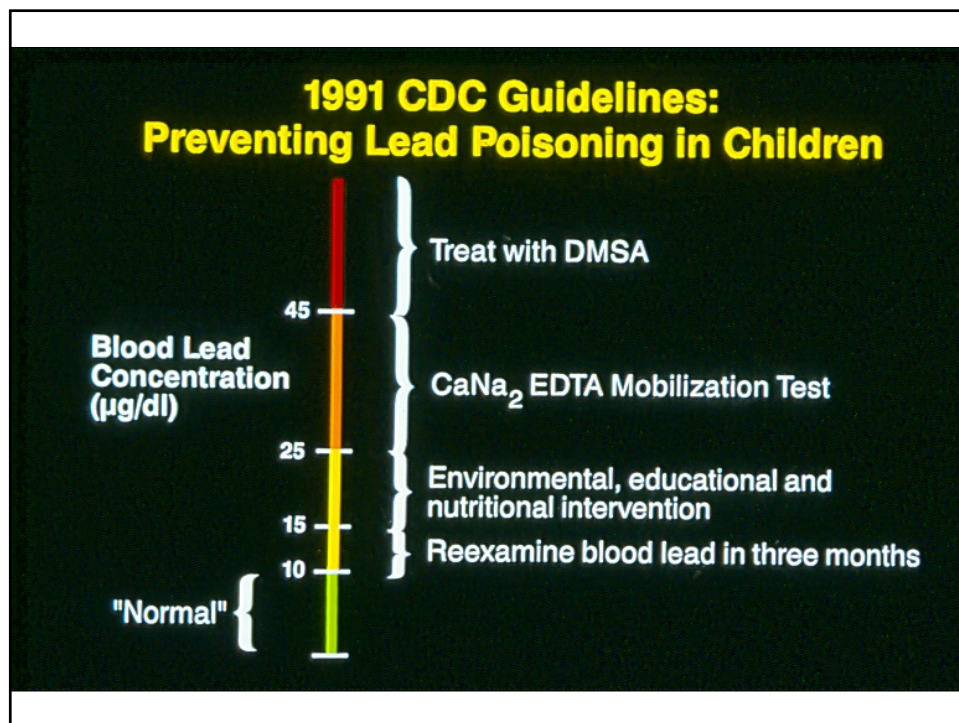 1991 CDC Guidelines:
Preventing Lead Poisoning in Children
Treat with DMSA
45
Blood Lead
Concentration
(µg/dl)
CaNa₂ EDTA Mobilization Test
25
Environmental, educational and
nutritional intervention
15
Reexamine blood lead in three months
10
"Normal"